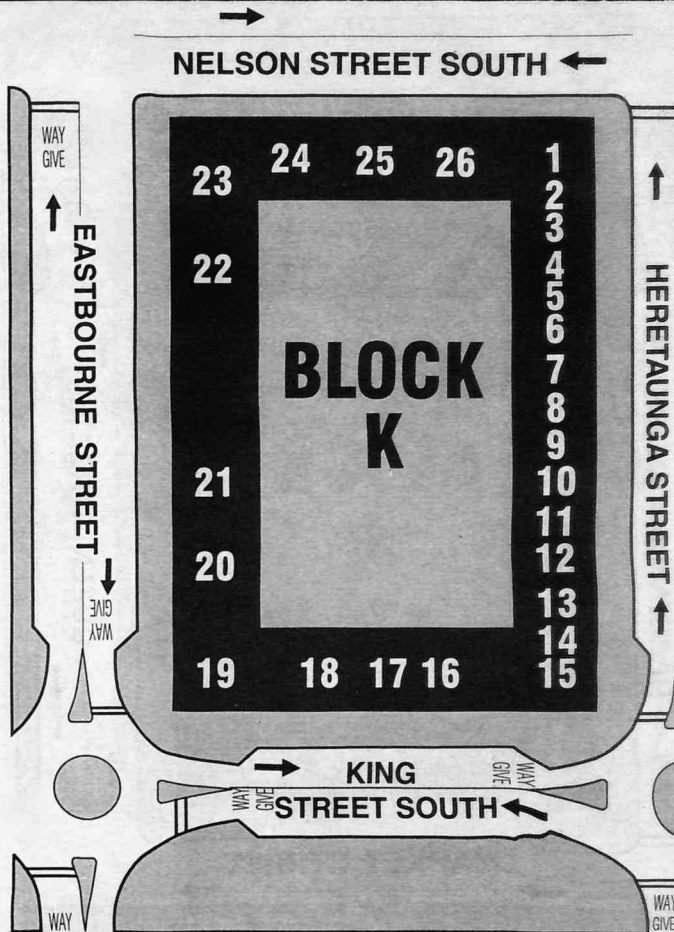 NELSON STREET SOUTH
WAY
GIVE
EASTBOURNE STREET
GIVE
WAY
24 25 26
23
22
21
20
19 18 17 16
1
2
3
4
5
6
7
8
9
10
11
12
13
14
15
BLOCK
K
HERETAUNGA STREET
KING
STREET SOUTH
WAY
GIVE
GIVE
WAY
WAY
WAY
GIVE